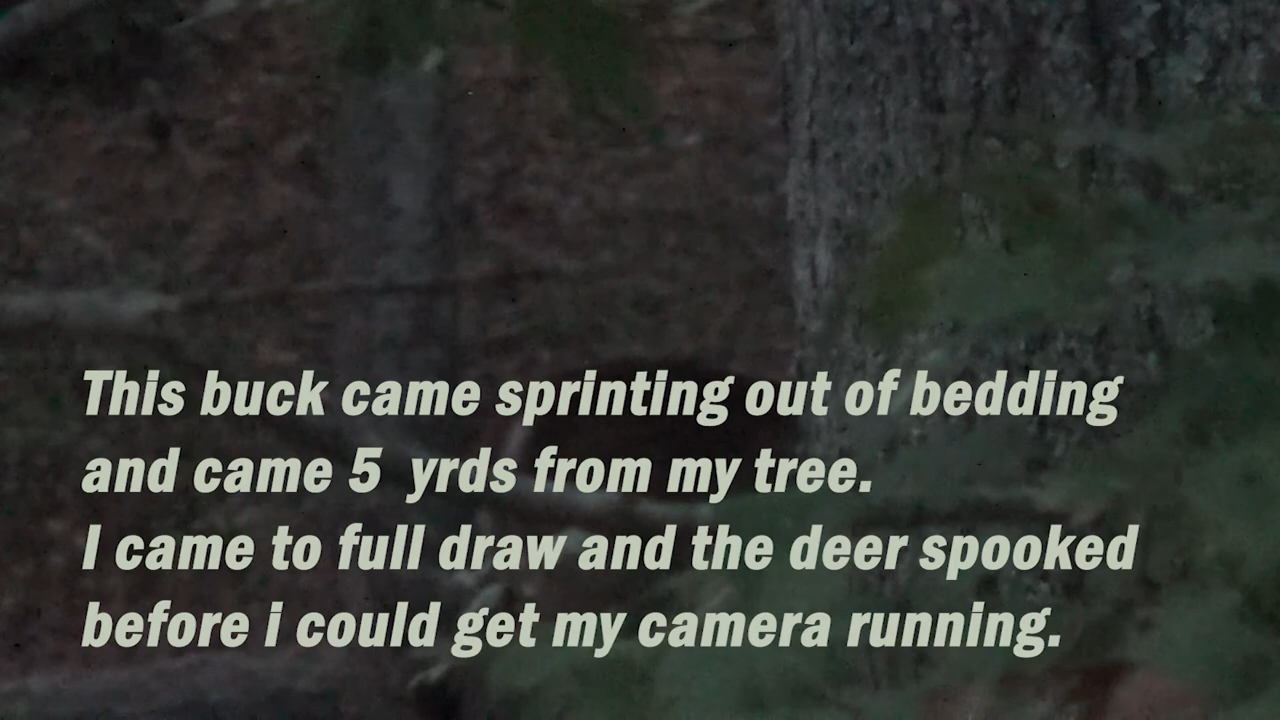 This buck came sprinting out of bedding
and came 5  yrds from my tree.
I came to full draw and the deer spooked
before i could get my camera running.